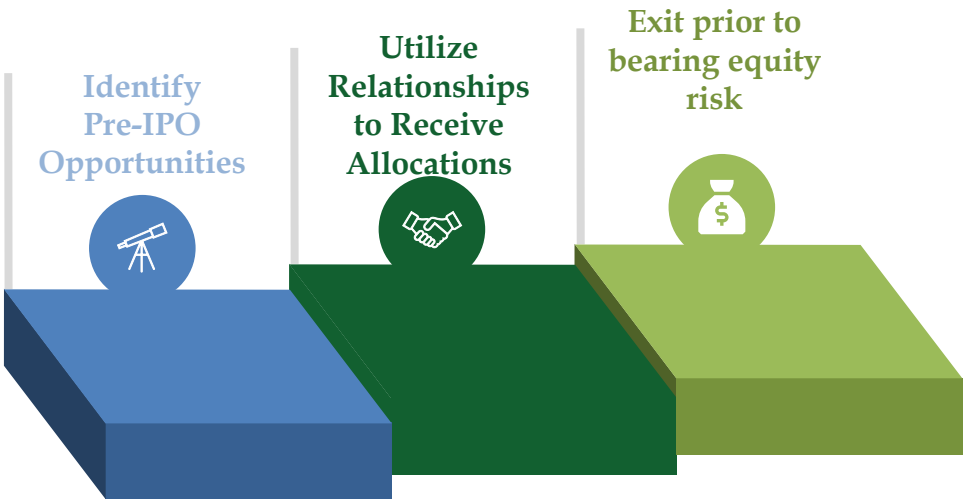 Identify
Pre-IPO
Opportunities
Utilize
Relationships
to Receive
Allocations
Exit prior to
bearing equity
risk
$